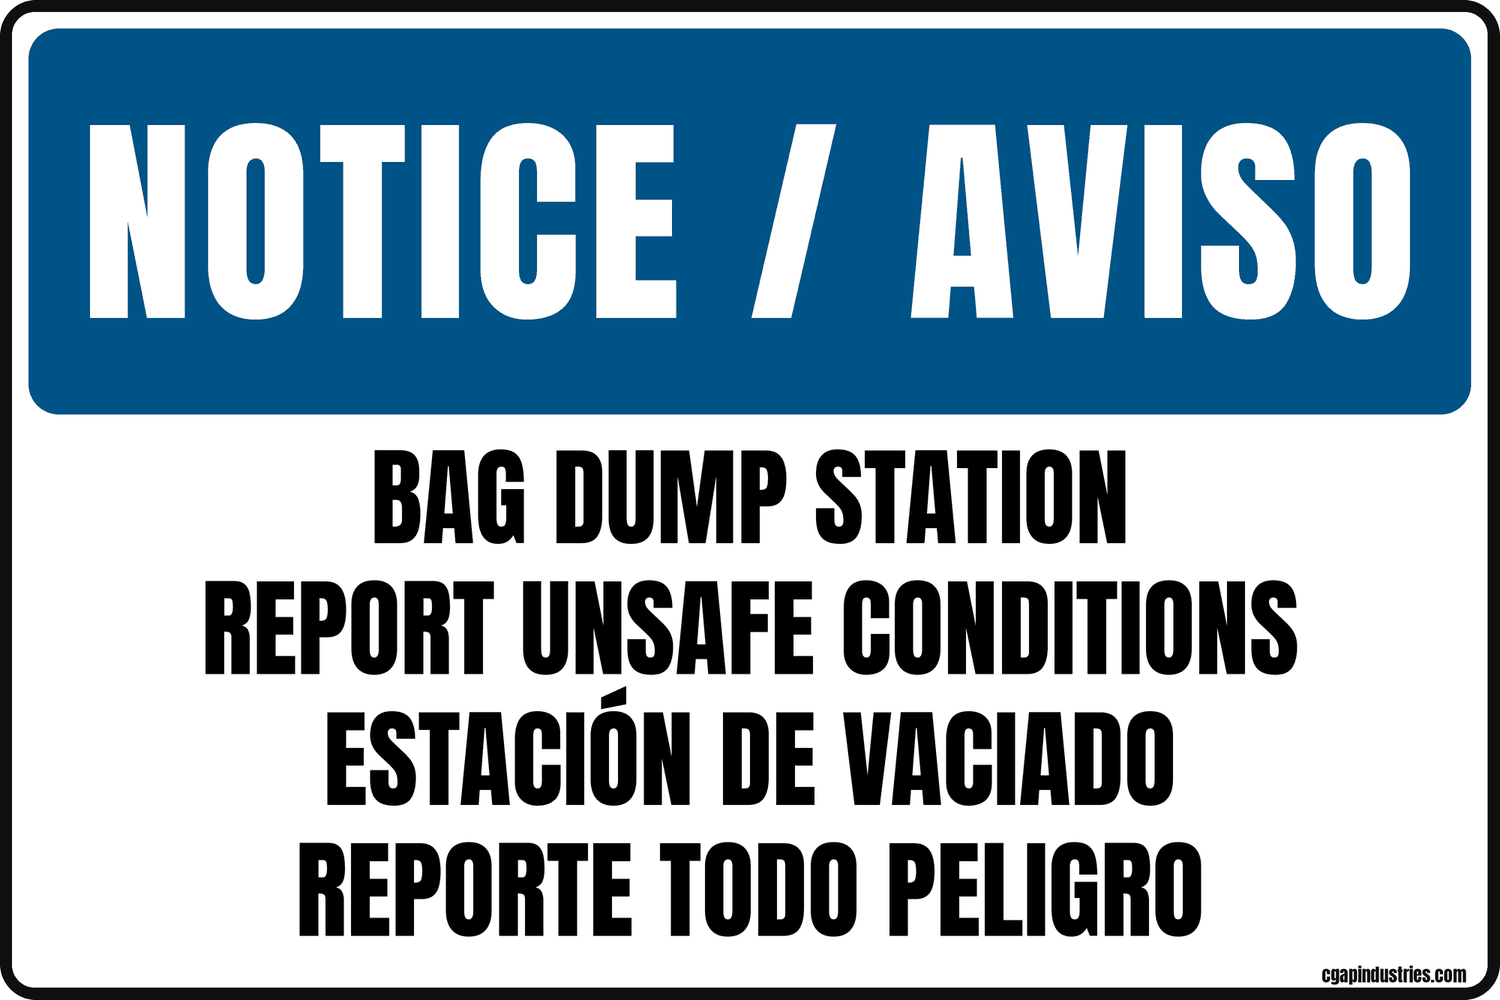 NOTICE / AVISO
BAG DUMP STATION
REPORT UNSAFE CONDITIONS
ESTACIÓN DE VACIADO
REPORTE TODO PELIGRO
cgapindustries.com